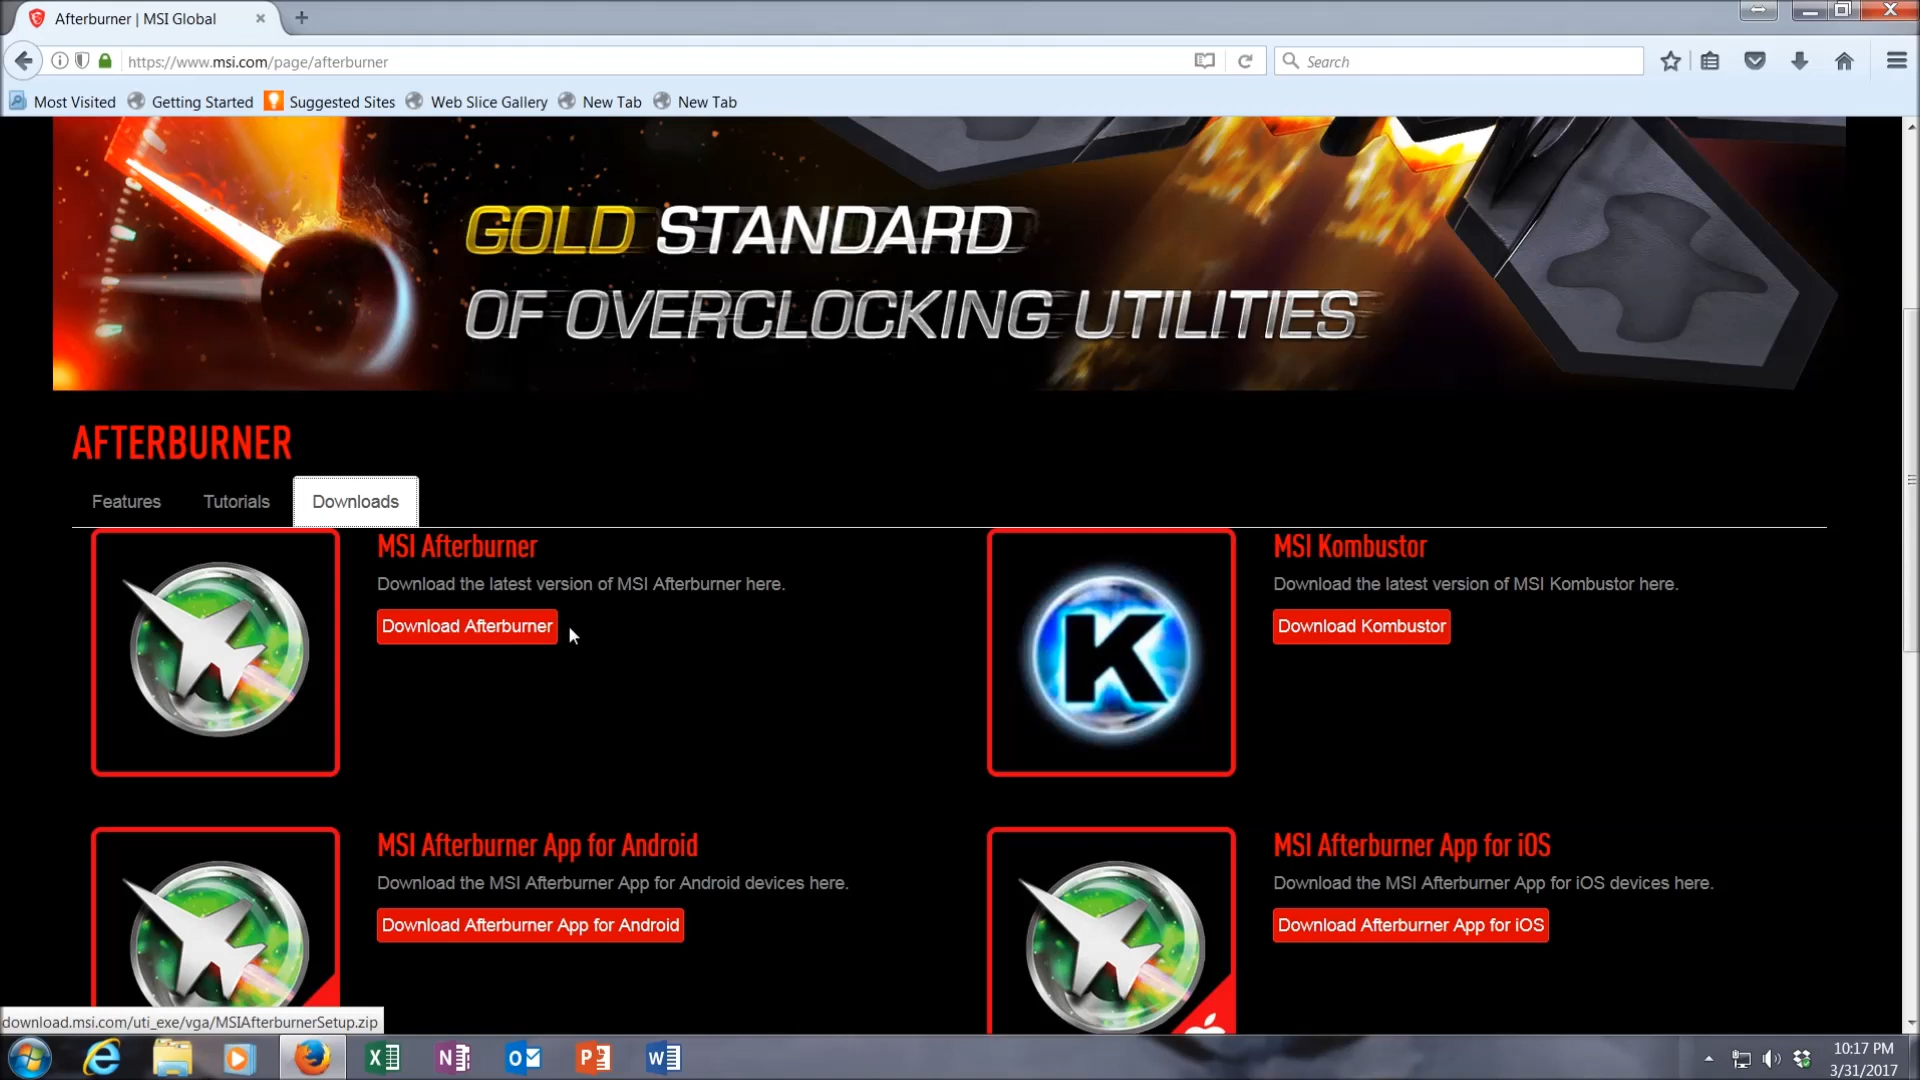 Afterburner | MSI Global
https://www.msi.com/page/afterburner
Search
Most Visited Getting Started Suggested Sites Web Slice Gallery New Tab New Tab
GOLD STANDARD
OF OVERCLOCKING UTILITIES
AFTERBURNER
Features Tutorials Downloads
MSI Afterburner
Download the latest version of MSI Afterburner here.
Download Afterburner
MSI Kombustor
Download the latest version of MSI Kombustor here.
Download Kombustor
K
MSI Afterburner App for Android
Download the MSI Afterburner App for Android devices here.
Download Afterburner App for Android
MSI Afterburner App for iOS
Download the MSI Afterburner App for iOS devices here.
Download Afterburner App for iOS
download.msi.com/uti_exe/vga/MSIAfterburnerSetup.zip
10:17 PM
3/31/2017